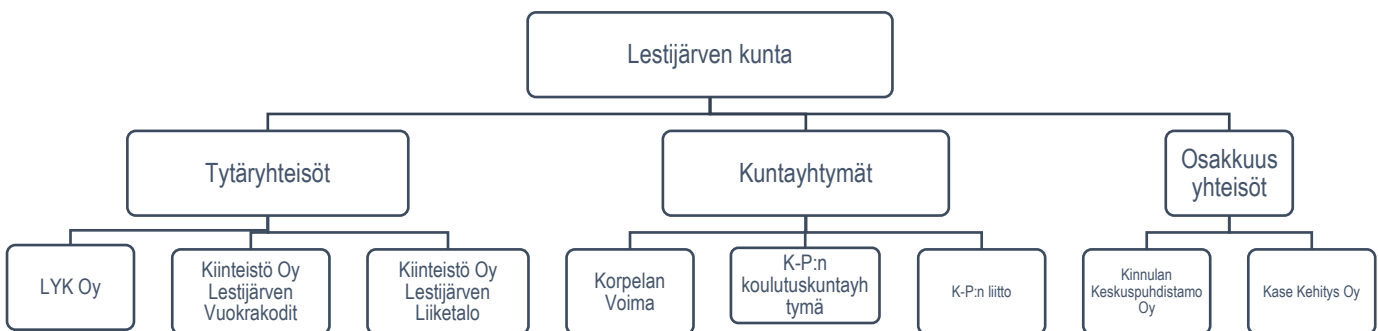 Lestijärven kunta
Tytäryhteisöt
Kuntayhtymät
Osakkuus
yhteisöt
LYK Oy
Kiinteistö Oy
Lestijärven
Vuokrakodit
Kiinteistö Oy
Lestijärven
Liiketalo
Korpelan
Voima
K-P:n
koulutuskuntayh
tymä
K-P:n liitto
Kinnulan
Keskuspuhdistamo
Oy
Kase Kehitys Oy